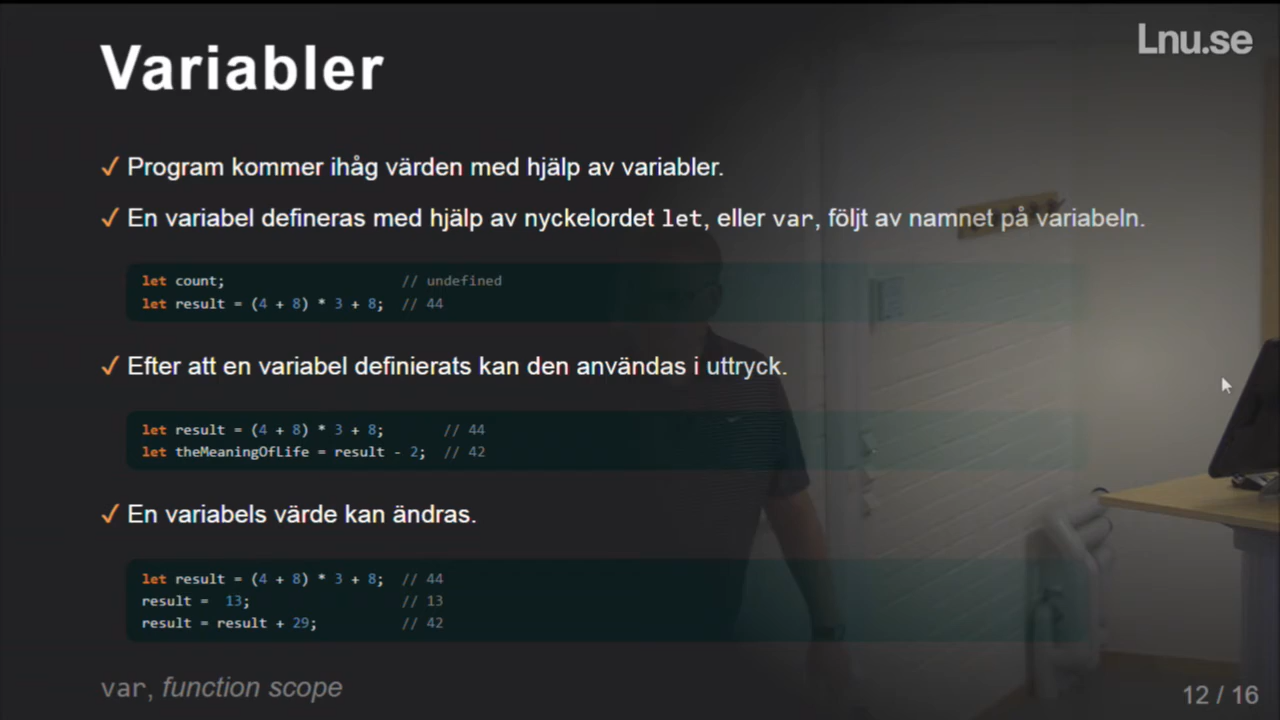 Lnu.se
Variabler
✓ Program kommer ihåg värden med hjälp av variabler.
✓ En variabel defineras med hjälp av nyckelordet let, eller var, följt av namnet på variabeln.
let count; // undefined
let result = (4 + 8) * 3 + 8; // 44
✓ Efter att en variabel definierats kan den användas i uttryck.
let result = (4 + 8) * 3 + 8; // 44
let theMeaningOfLife = result - 2; // 42
✓ En variabels värde kan ändras.
let result = (4 + 8) * 3 + 8; // 44
result = 13; // 13
result = result + 29; // 42
var, function scope
12 / 16